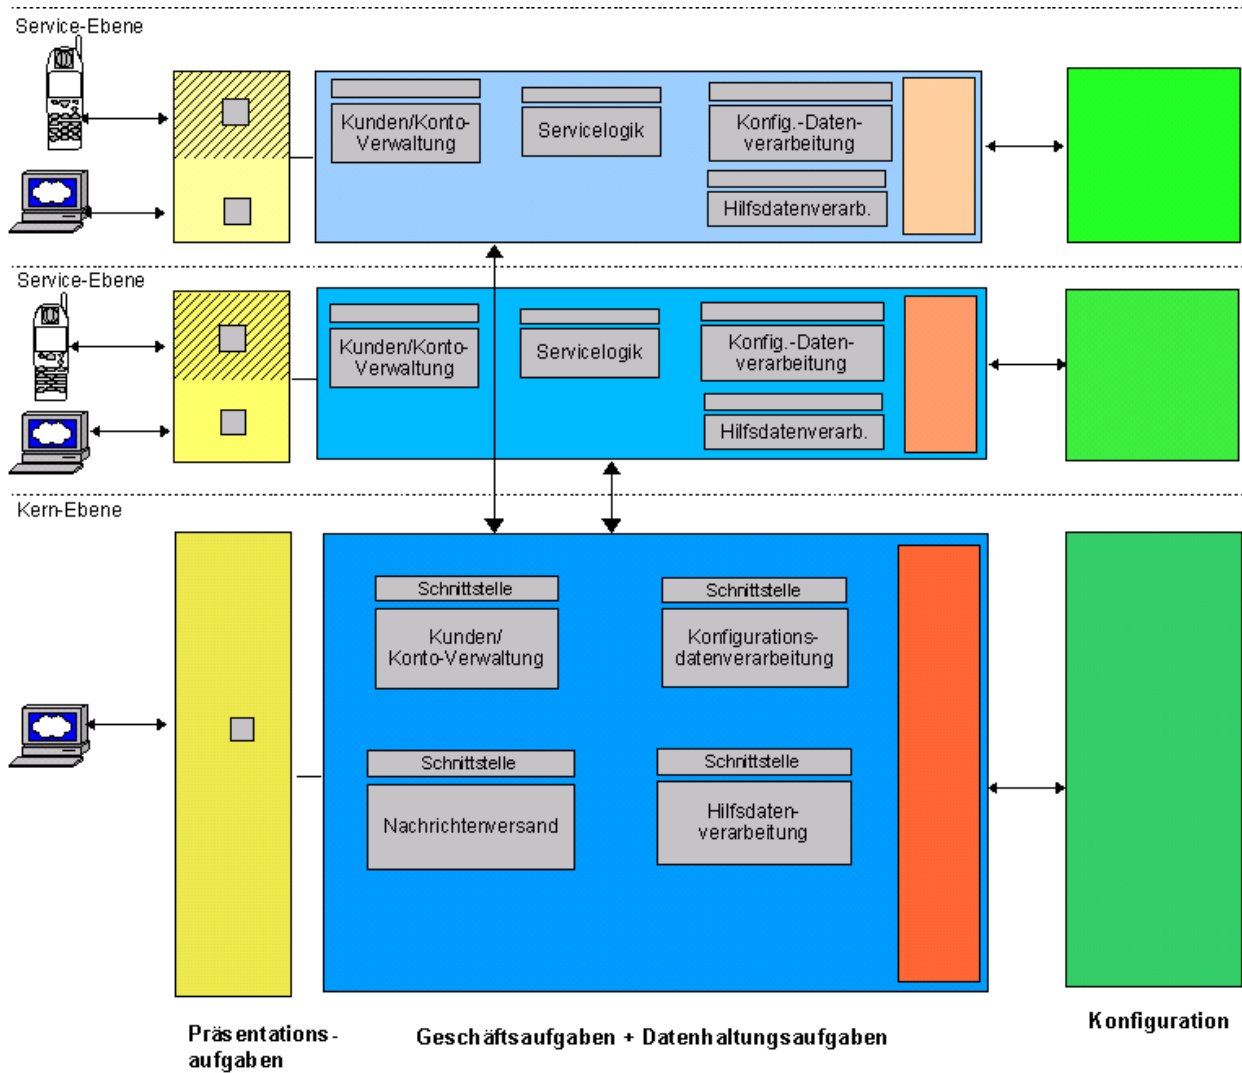 Service-Ebene
Kunden/Konto-
Verwaltung
Servicelogik
Konfig.-Daten-
verarbeitung
Hilfsdatenverarb.
Service-Ebene
Kunden/Konto-
Verwaltung
Servicelogik
Konfig.-Daten-
verarbeitung
Hilfsdatenverarb.
Kern-Ebene
Schnittstelle
Kunden/
Konto-Verwaltung
Schnittstelle
Konfigurations-
datenverarbeitung
Schnittstelle
Nachrichtenversand
Schnittstelle
Hilfsdaten-
verarbeitung
Präsentations-
aufgaben
Geschäftsaufgaben + Datenhaltungsaufgaben
Konfiguration